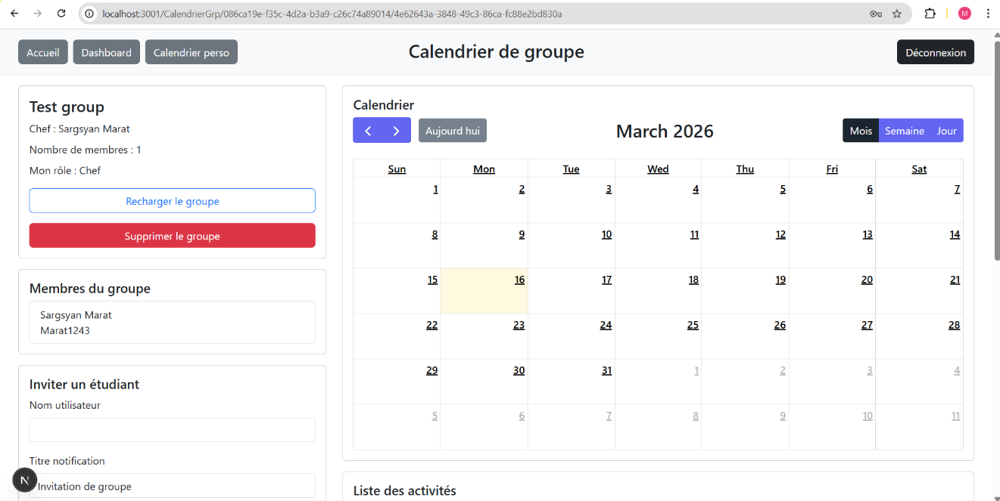 localhost:3001/CalendrierGrp/086ca19e-f35c-4d2a-b3a9-c26c74a89014/4e62643a-3848-49c3-86ca-fc88e2bd830a
M
Accueil Dashboard Calendrier perso
Calendrier de groupe
Déconnexion
Test group
Chef : Sargsyan Marat
Nombre de membres : 1
Mon rôle : Chef
Recharger le groupe
Supprimer le groupe
Membres du groupe
Sargsyan Marat
Marat1243
Inviter un étudiant
Nom utilisateur
Titre notification
Invitation de groupe
N
Calendrier
Aujourd hui
March 2026
Mois Semaine Jour
Sun Mon Tue Wed Thu Fri Sat
1 2 3 4 5 6 7
8 9 10 11 12 13 14
15 16 17 18 19 20 21
22 23 24 25 26 27 28
29 30 31 1 2 3 4
5 6 7 8 9 10 11
Liste des activités